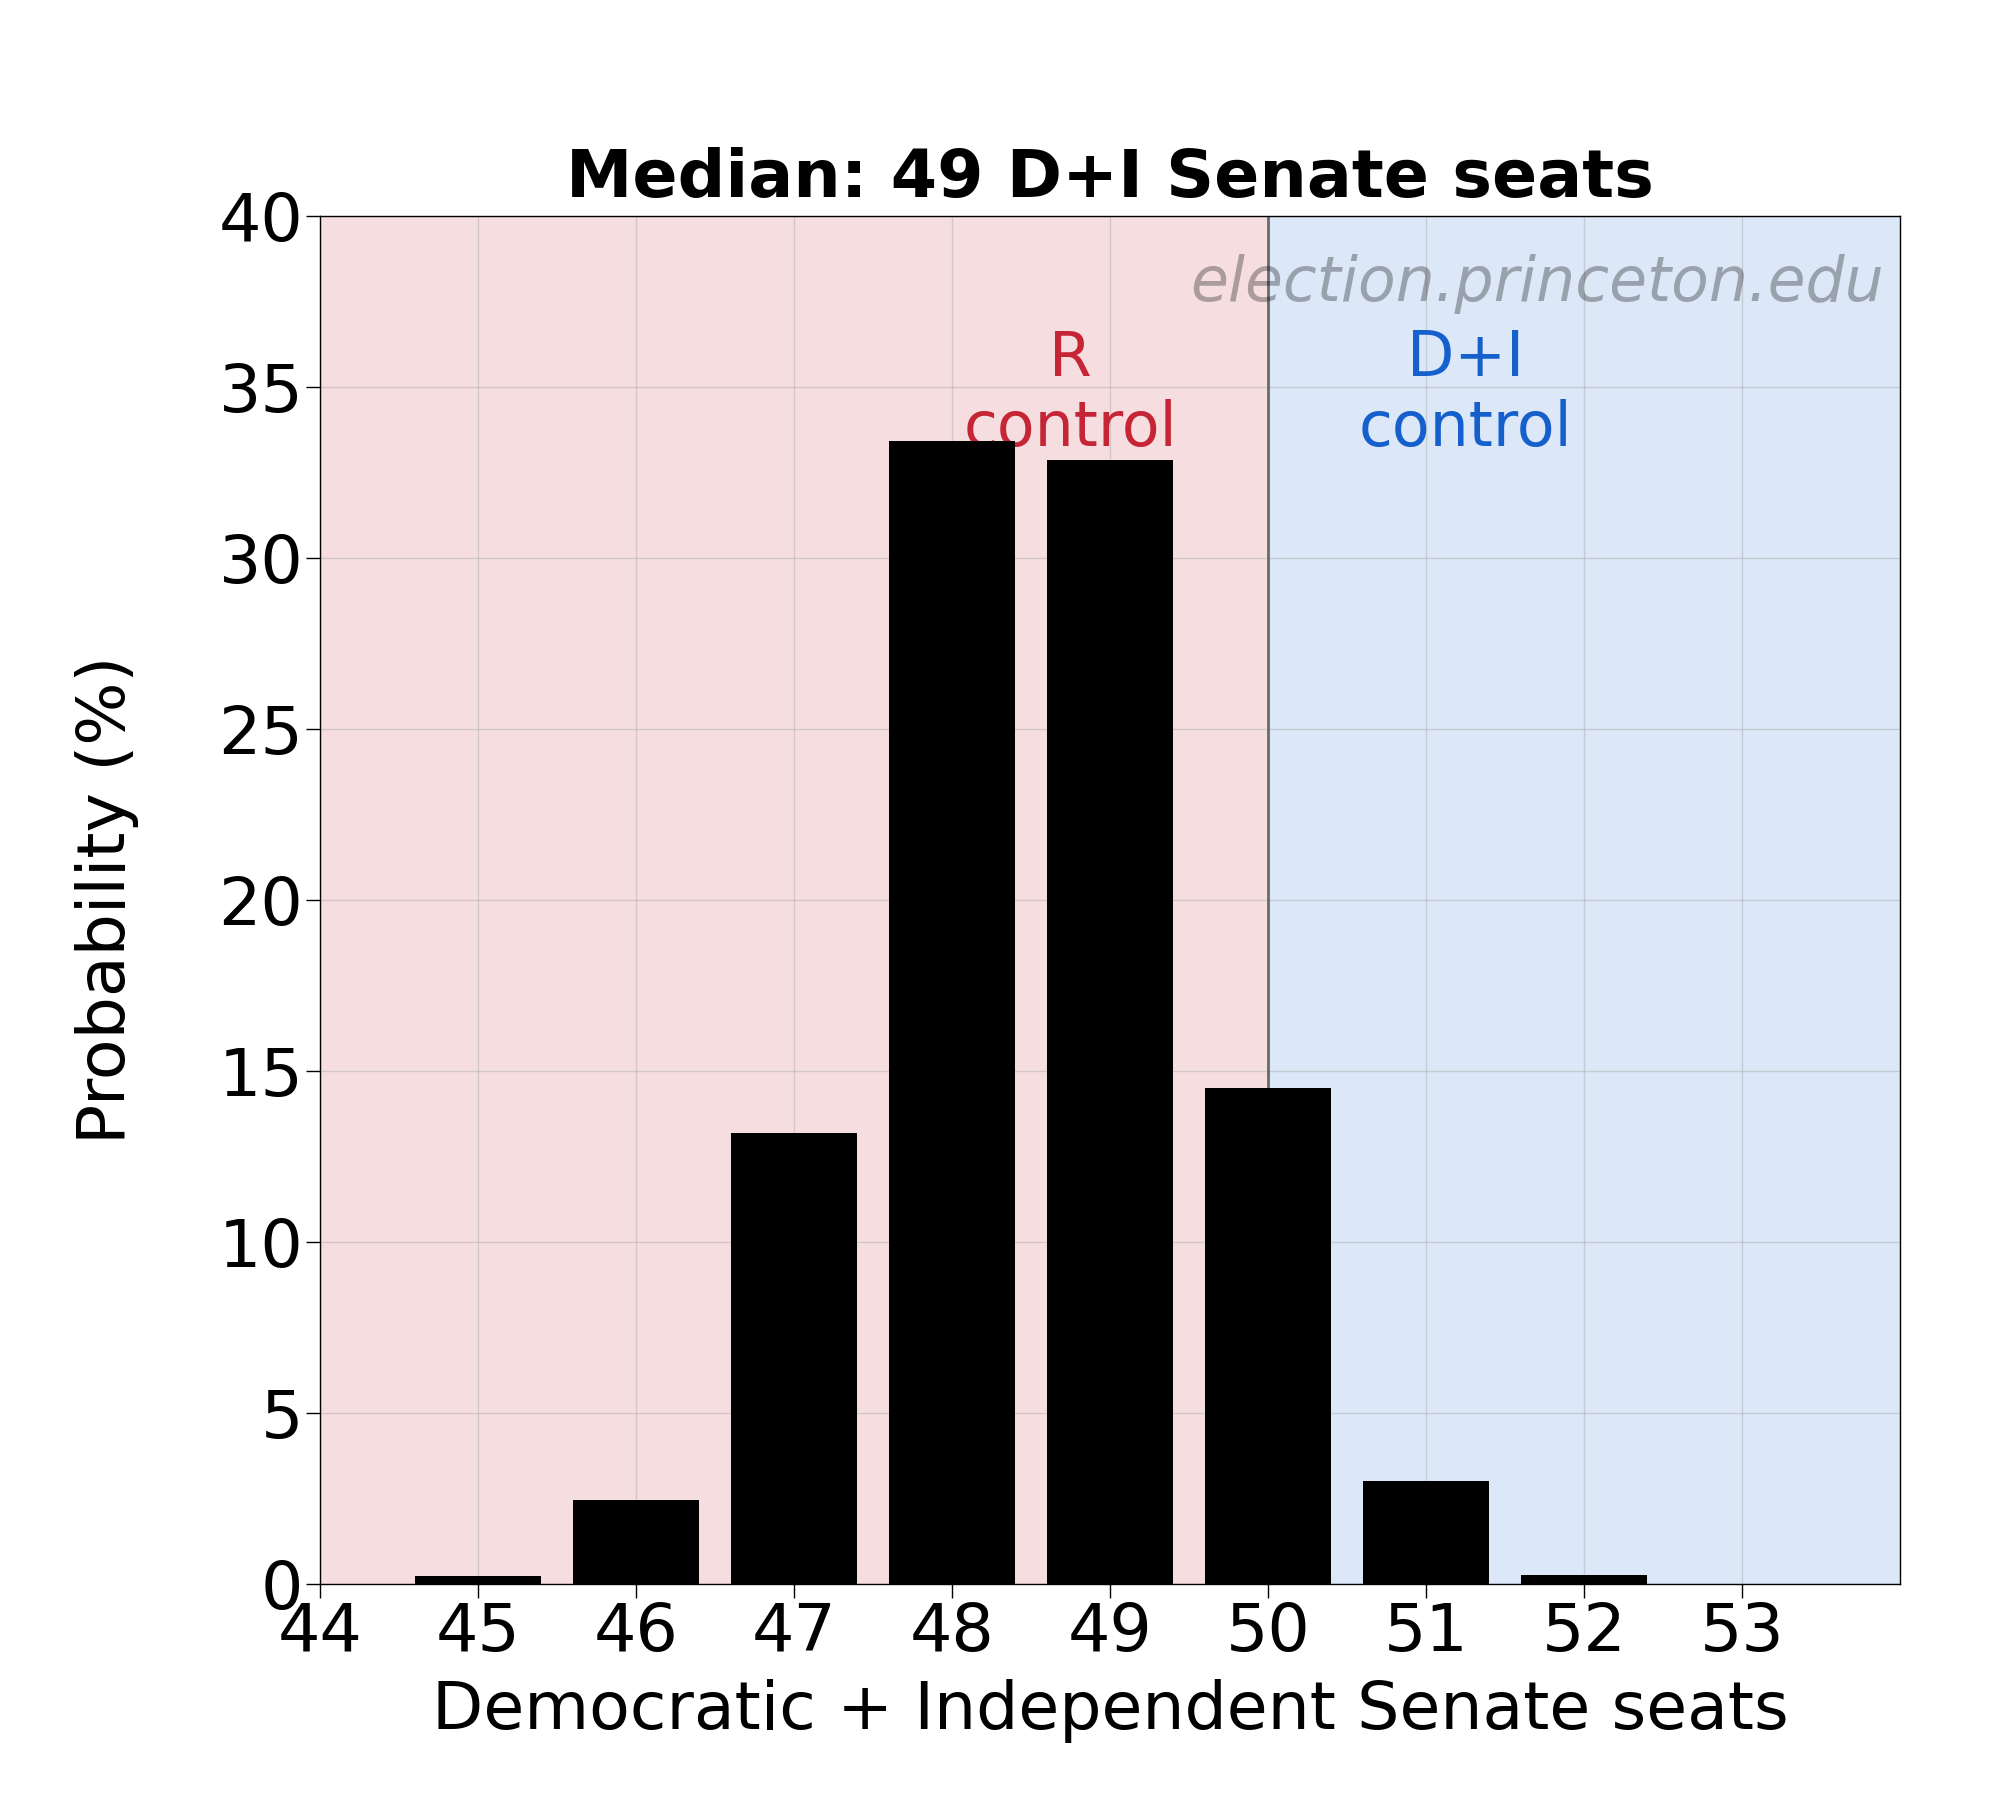 Median: 49 D+I Senate seats
election.princeton.edu
R
control
D+I
control
40
35
30
25
20
15
10
5
0
Probability (%)
44 45 46 47 48 49 50 51 52 53
Democratic + Independent Senate seats